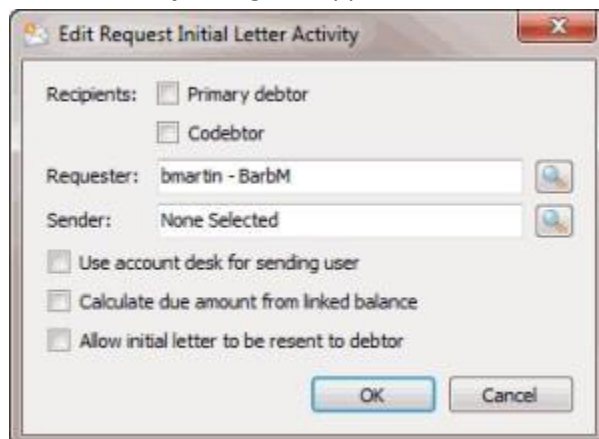 Edit Request Initial Letter Activity
Recipients: Primary debtor
Codebtor
Requester: bmartin - BarbM
Sender: None Selected
Use account desk for sending user
Calculate due amount from linked balance
Allow initial letter to be resent to debtor
OK Cancel